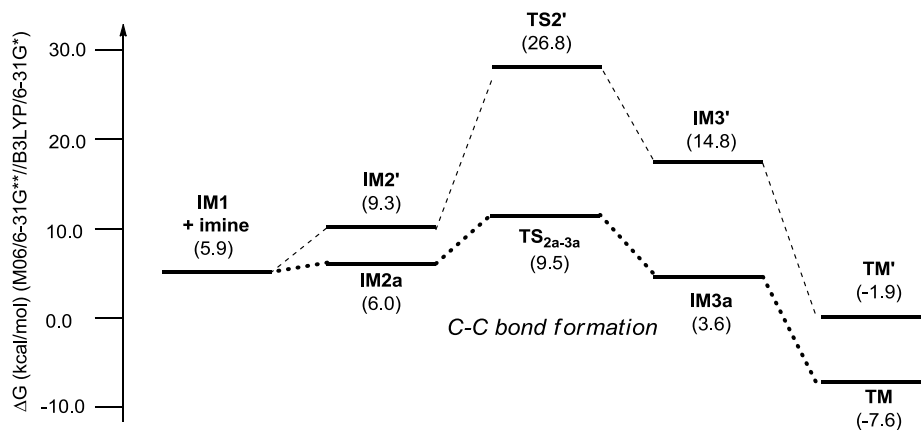 ΔG (kcal/mol) (M06/6-31G**//B3LYP/6-31G*)
30.0
20.0
10.0
0.0
-10.0
IM1
+ imine
(5.9)
IM2'
(9.3)
IM2a
(6.0)
TS2'
(26.8)
TS2a-3a
(9.5)
C-C bond formation
IM3'
(14.8)
IM3a
(3.6)
TM'
(-1.9)
TM
(-7.6)